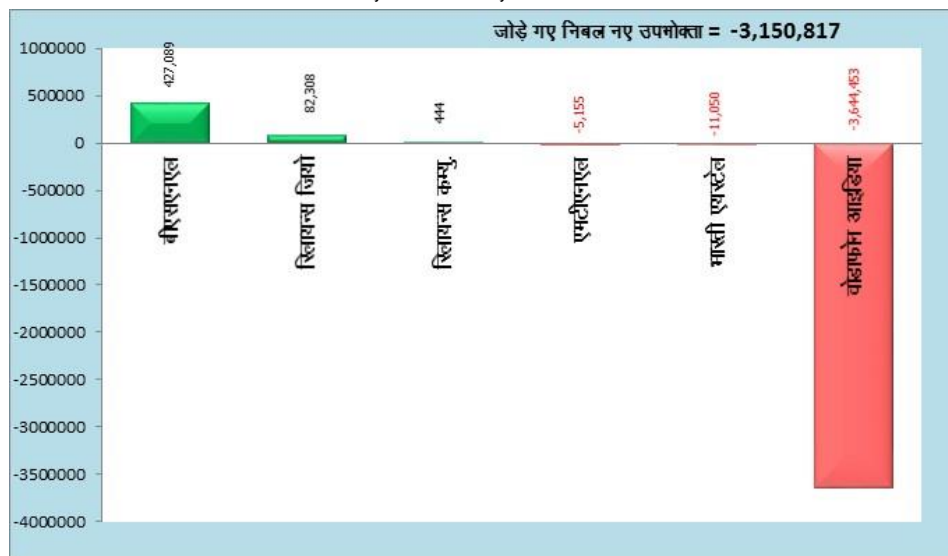 जोड़े गए निबल नए उपभोक्ता = -3,150,817
1000000
500000
0
-500000
-1000000
-1500000
-2000000
-2500000
-3000000
-3500000
-4000000
427,089
82,308
444
-5,155
-11,050
-3,644,453
बीएसएनएल
रिलायन्स जियो
रिलायन्स कम्यु.
एमटीएनएल
भारती एयरटेल
वोडाफोन आइडिया